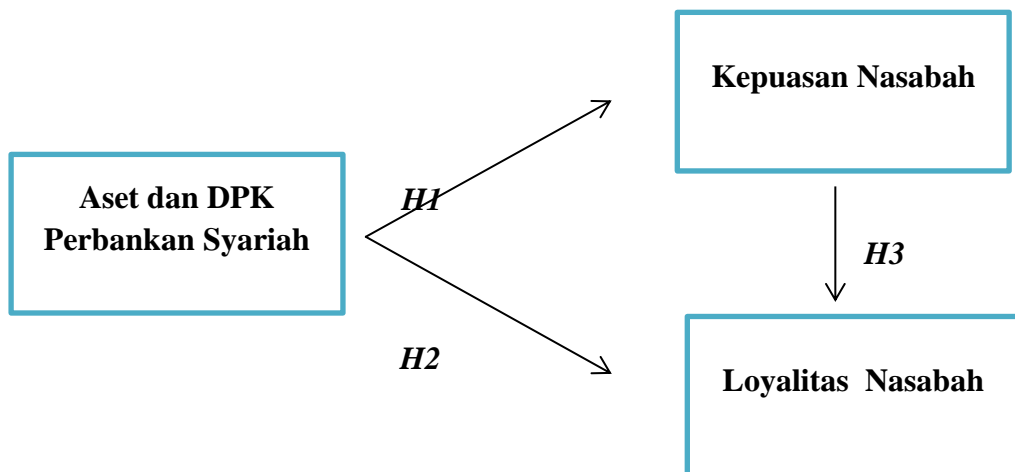 Kepuasan Nasabah
Aset dan DPK
Perbankan Syariah
H1
H3
H2
Loyalitas Nasabah